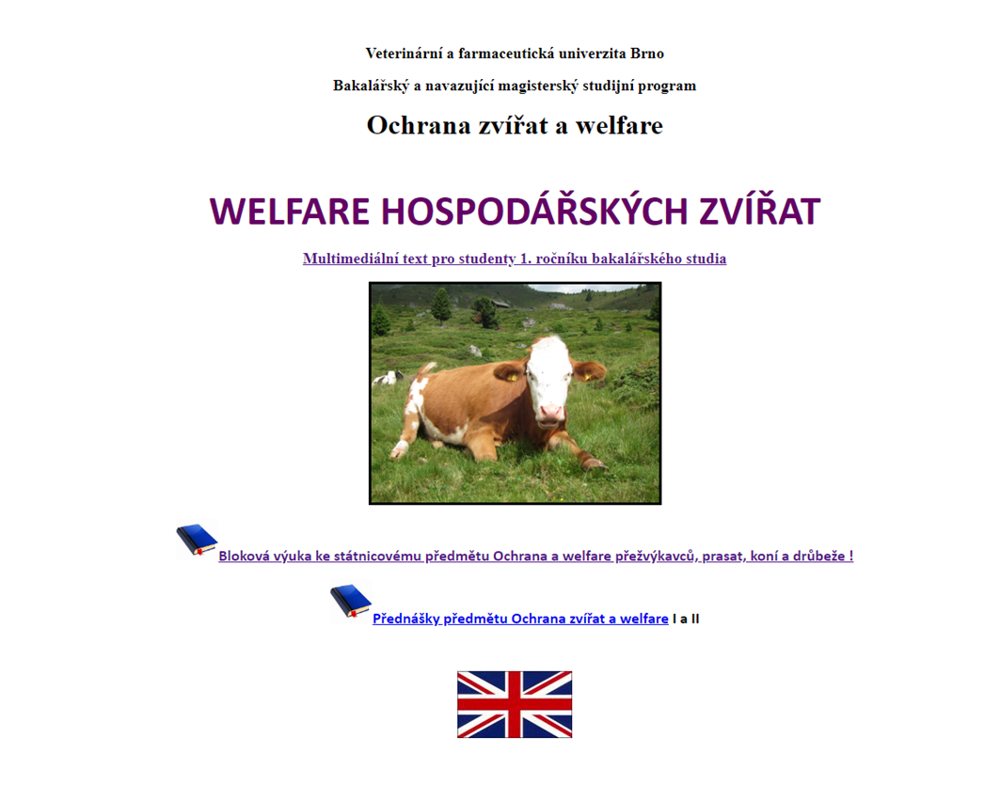 Veterinární a farmaceutická univerzita Brno
Bakalářský a navazující magisterský studijní program
Ochrana zvířat a welfare
WELFARE HOSPODÁŘSKÝCH ZVÍŘAT
Multimediální text pro studenty 1. ročníku bakalářského studia
Bloková výuka ke státnicovému předmětu Ochrana a welfare přežvýkavců, prasat, koní a drůbeže !
Přednášky předmětu Ochrana zvířat a welfare I a II